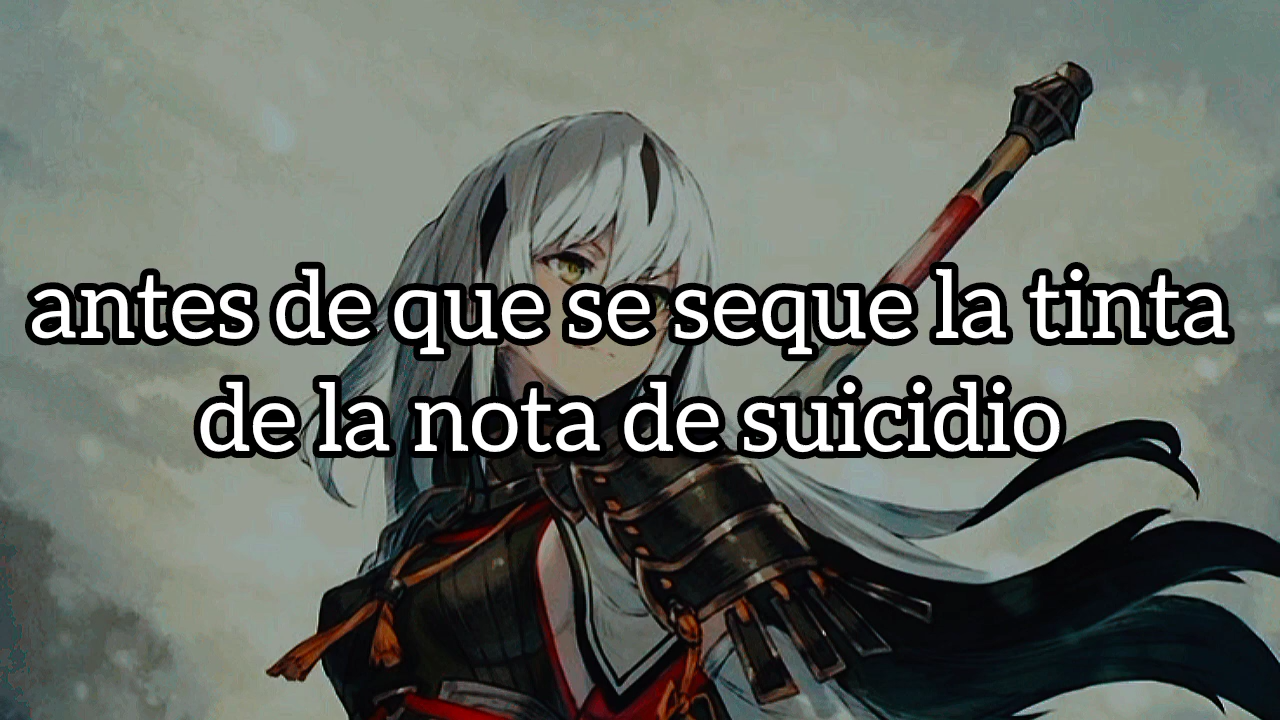 antes de que se seque la tinta
de la nota de suicidio